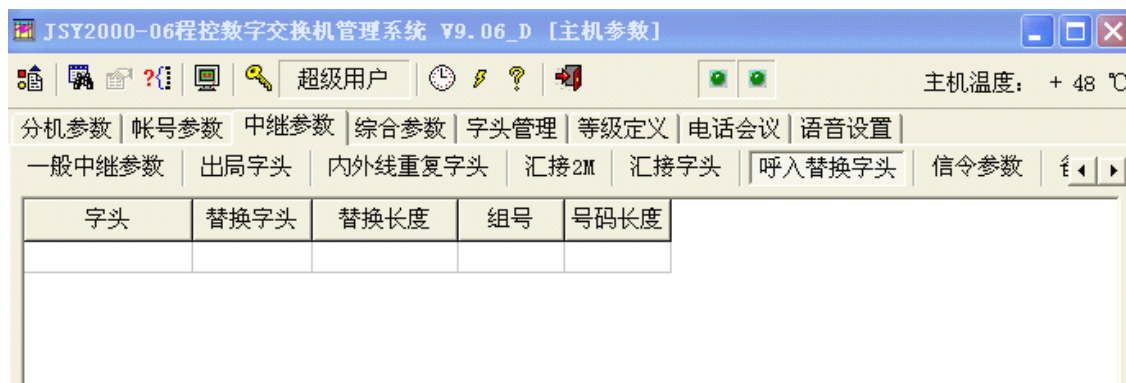 JSY2000-06程控数字交换机管理系统 V9.06_D [主机参数]
超级用户 主机温度： + 48 ℃
分机参数 帐号参数 中继参数 综合参数 字头管理 等级定义 电话会议 语音设置
一般中继参数 出局字头 内外线重复字头 汇接2M 汇接字头 呼入替换字头 信令参数
字头 替换字头 替换长度 组号 号码长度